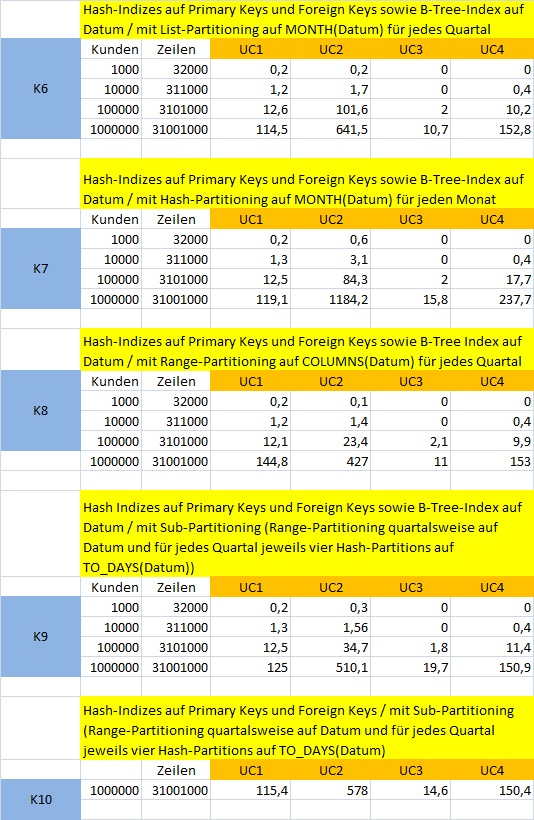 Hash-Indizes auf Primary Keys und Foreign Keys sowie B-Tree-Index auf
Datum / mit List-Partitioning auf MONTH(Datum) für jedes Quartal
K6
Kunden Zeilen UC1 UC2 UC3 UC4
1000 32000 0,2 0,2 0 0
10000 311000 1,2 1,7 0 0,4
100000 3101000 12,6 101,6 2 10,2
1000000 31001000 114,5 641,5 10,7 152,8
Hash-Indizes auf Primary Keys und Foreign Keys sowie B-Tree-Index auf
Datum / mit Hash-Partitioning auf MONTH(Datum) für jeden Monat
K7
Kunden Zeilen UC1 UC2 UC3 UC4
1000 32000 0,2 0,6 0 0
10000 311000 1,3 3,1 0 0,4
100000 3101000 12,5 84,3 2 17,7
1000000 31001000 119,1 1184,2 15,8 237,7
Hash-Indizes auf Primary Keys und Foreign Keys sowie B-Tree Index auf
Datum / mit Range-Partitioning auf COLUMNS(Datum) für jedes Quartal
K8
Kunden Zeilen UC1 UC2 UC3 UC4
1000 32000 0,2 0,1 0 0
10000 311000 1,2 1,4 0 0,4
100000 3101000 12,1 23,4 2,1 9,9
1000000 31001000 144,8 427 11 153
Hash Indizes auf Primary Keys und Foreign Keys sowie B-Tree-Index auf
Datum / mit Sub-Partitioning (Range-Partitioning quartalsweise auf
Datum und für jedes Quartal jeweils vier Hash-Partitions auf
TO_DAYS(Datum))
K9
Kunden Zeilen UC1 UC2 UC3 UC4
1000 32000 0,2 0,3 0 0
10000 311000 1,3 1,56 0 0,4
100000 3101000 12,5 34,7 1,8 11,4
1000000 31001000 125 510,1 19,7 150,9
Hash-Indizes auf Primary Keys und Foreign Keys / mit Sub-Partitioning
(Range-Partitioning quartalsweise auf Datum und für jedes Quartal
jeweils vier Hash-Partitions auf TO_DAYS(Datum)
K10
Zeilen UC1 UC2 UC3 UC4
1000000 31001000 115,4 578 14,6 150,4